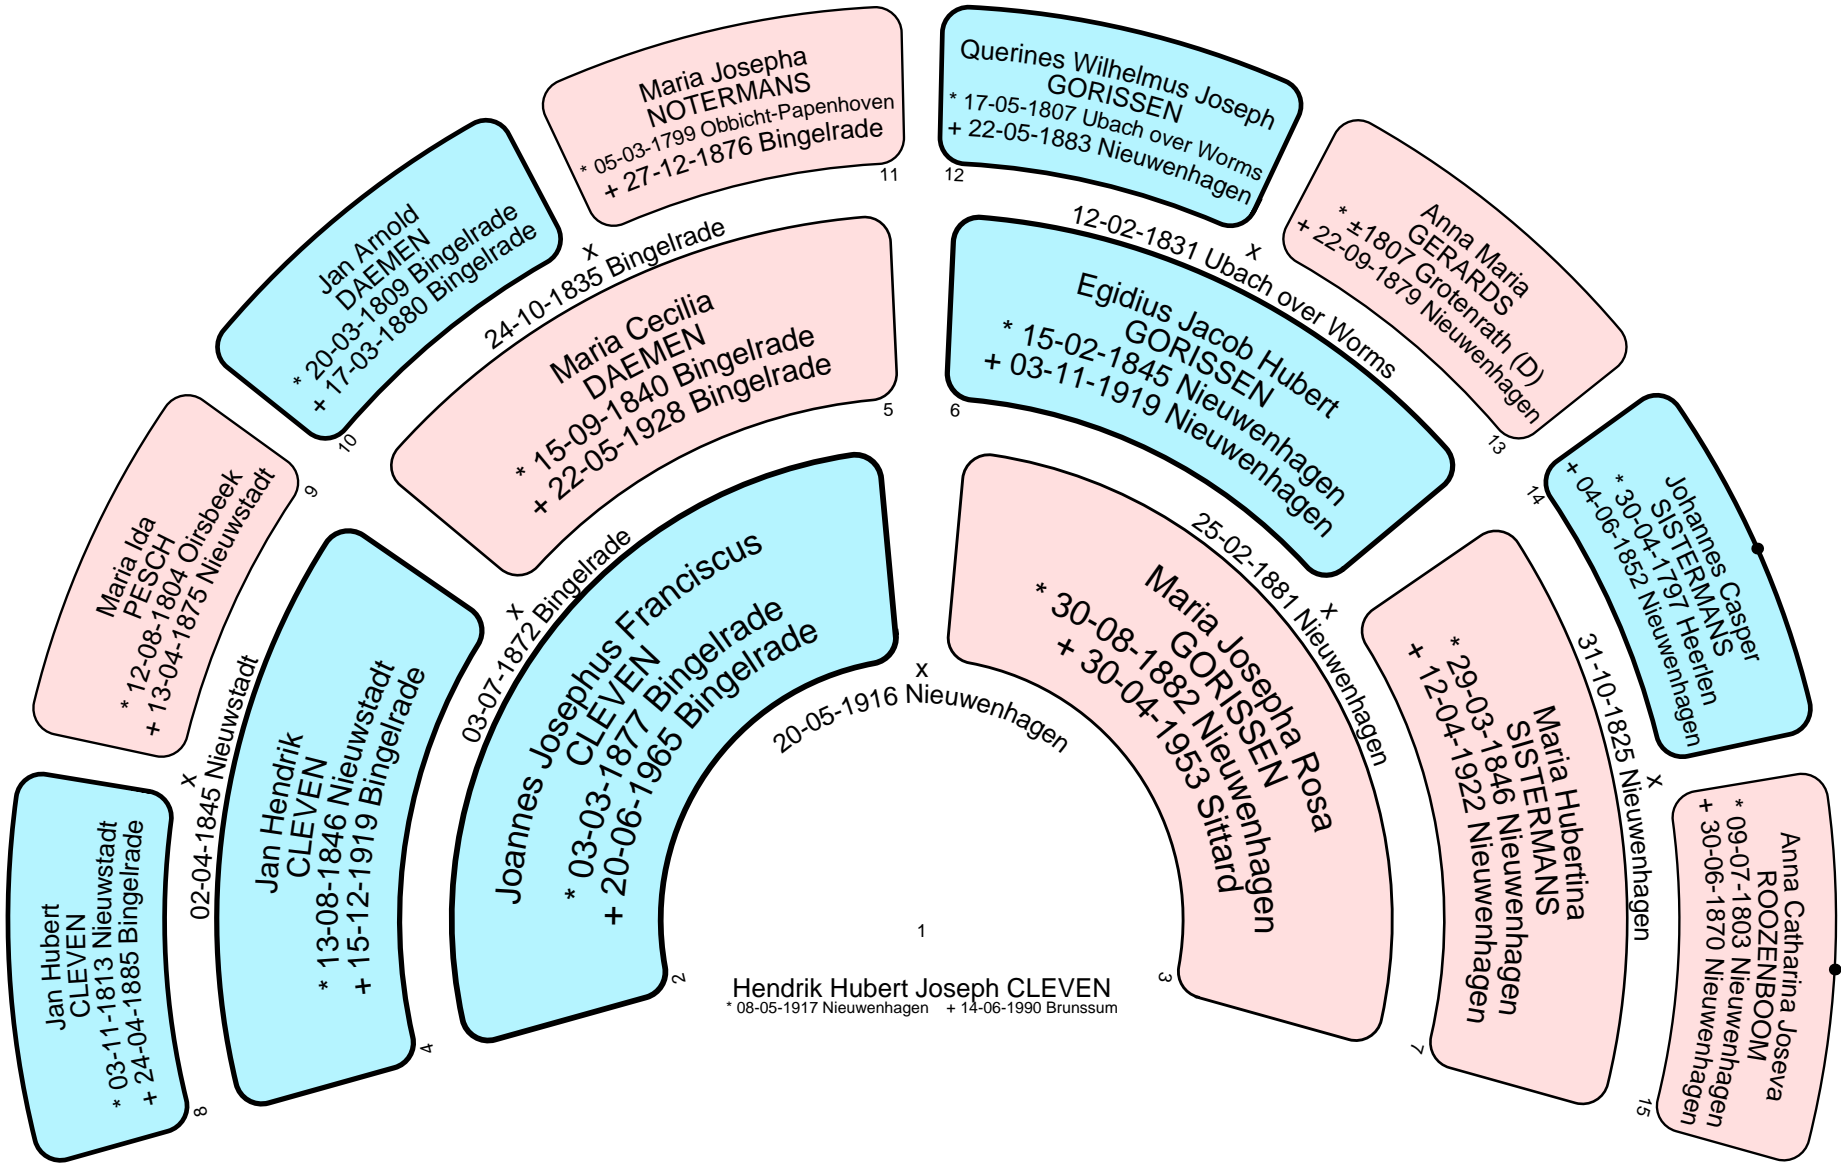 Maria Josepha
NOTERMANS
* 05-03-1799 Obbicht-Papenhoven
+ 27-12-1876 Bingelrade
11
Querines Wilhelmus Joseph
GORISSEN
* 17-05-1807 Ubach over Worms
+ 22-05-1883 Nieuwenhagen
12
Jan Arnold
DAEMEN
* 20-03-1809 Bingelrade
+ 17-03-1880 Bingelrade
10
x
24-10-1835 Bingelrade
x
12-02-1831 Ubach over Worms
Anna Maria
GERARDS
* ±1807 Grotenrath (D)
+ 22-09-1879 Nieuwenhagen
13
Maria Cecilia
DAEMEN
* 15-09-1840 Bingelrade
+ 22-05-1928 Bingelrade
5
Egidius Jacob Hubert
GORISSEN
* 15-02-1845 Nieuwenhagen
+ 03-11-1919 Nieuwenhagen
6
Maria Ida
PESCH
* 12-08-1804 Oirsbeek
+ 13-04-1875 Nieuwstadt
9
Johannes Casper
SISTERMANS
* 30-04-1797 Heerlen
+ 04-06-1852 Nieuwenhagen
14
x
03-07-1872 Bingelrade
x
25-02-1881 Nieuwenhagen
Joannes Josephus Franciscus
CLEVEN
* 03-03-1877 Bingelrade
+ 20-06-1965 Bingelrade
2
x
20-05-1916 Nieuwenhagen
Maria Josepha Rosa
GORISSEN
* 30-08-1882 Nieuwenhagen
+ 30-04-1953 Sittard
3
x
02-04-1845 Nieuwstadt
x
31-10-1825 Nieuwenhagen
Jan Hendrik
CLEVEN
* 13-08-1846 Nieuwstadt
+ 15-12-1919 Bingelrade
4
Maria Hubertina
SISTERMANS
* 29-03-1846 Nieuwenhagen
+ 12-04-1922 Nieuwenhagen
7
Jan Hubert
CLEVEN
* 03-11-1813 Nieuwstadt
+ 24-04-1885 Bingelrade
8
Anna Catharina Joseva
ROOZENBOOM
* 09-07-1803 Nieuwenhagen
+ 30-06-1870 Nieuwenhagen
15
1
Hendrik Hubert Joseph CLEVEN
* 08-05-1917 Nieuwenhagen + 14-06-1990 Brunssum